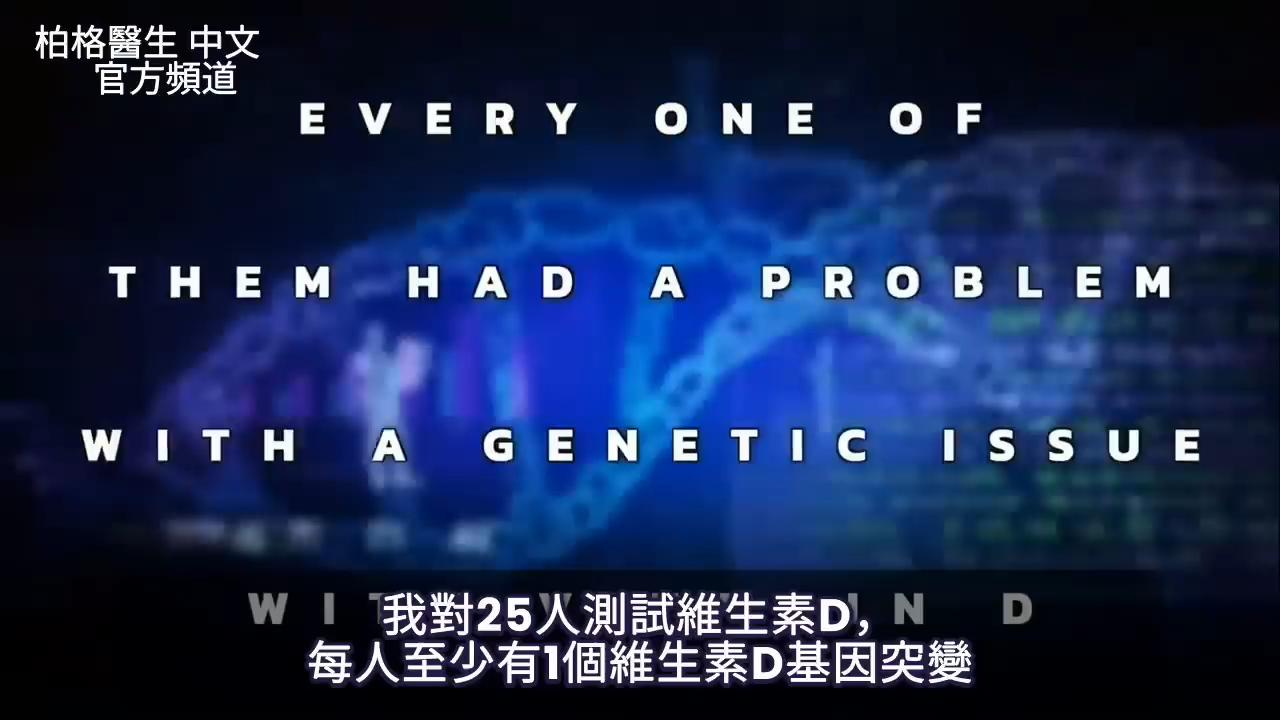 柏格醫生 中文
官方頻道
EVERY ONE OF
THEM HAD A PROBLEM
WITH A GENETIC ISSUE
我對25人測試維生素D，
每人至少有1個維生素D基因突變